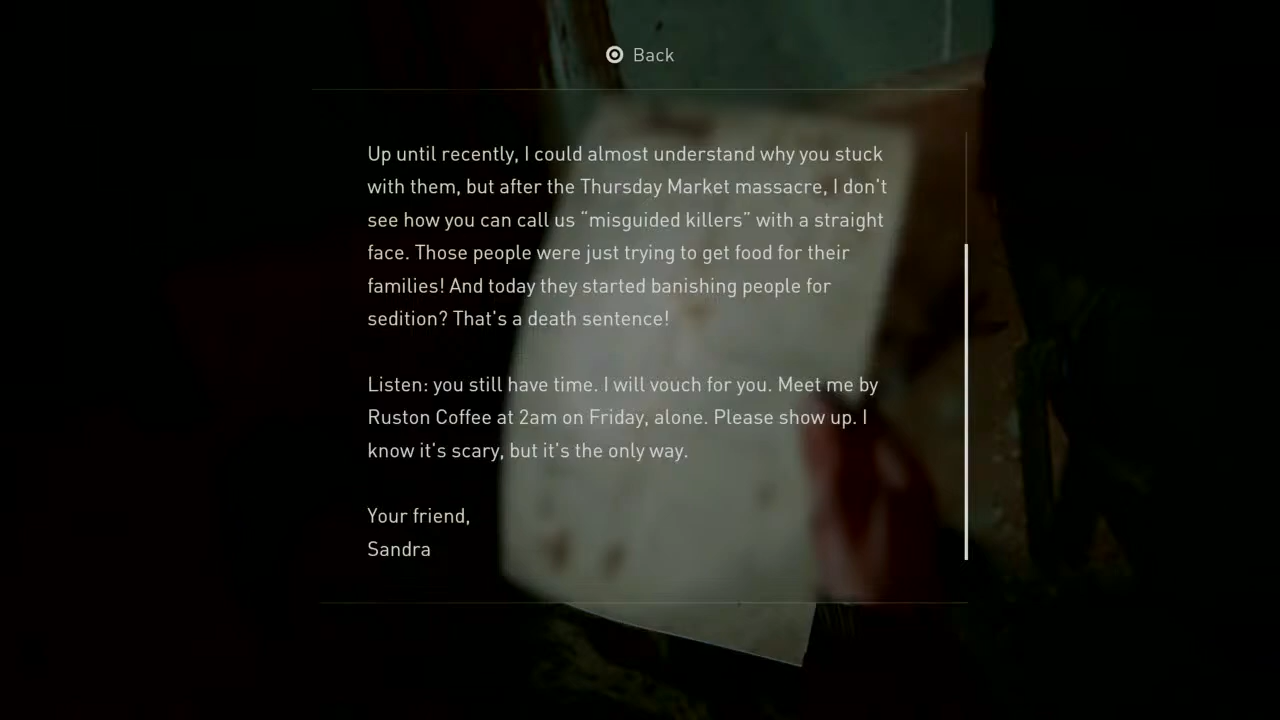 Back
Up until recently, I could almost understand why you stuck
with them, but after the Thursday Market massacre, I don't
see how you can call us “misguided killers” with a straight
face. Those people were just trying to get food for their
families! And today they started banishing people for
sedition? That's a death sentence!
Listen: you still have time. I will vouch for you. Meet me by
Ruston Coffee at 2am on Friday, alone. Please show up. I
know it's scary, but it's the only way.
Your friend,
Sandra